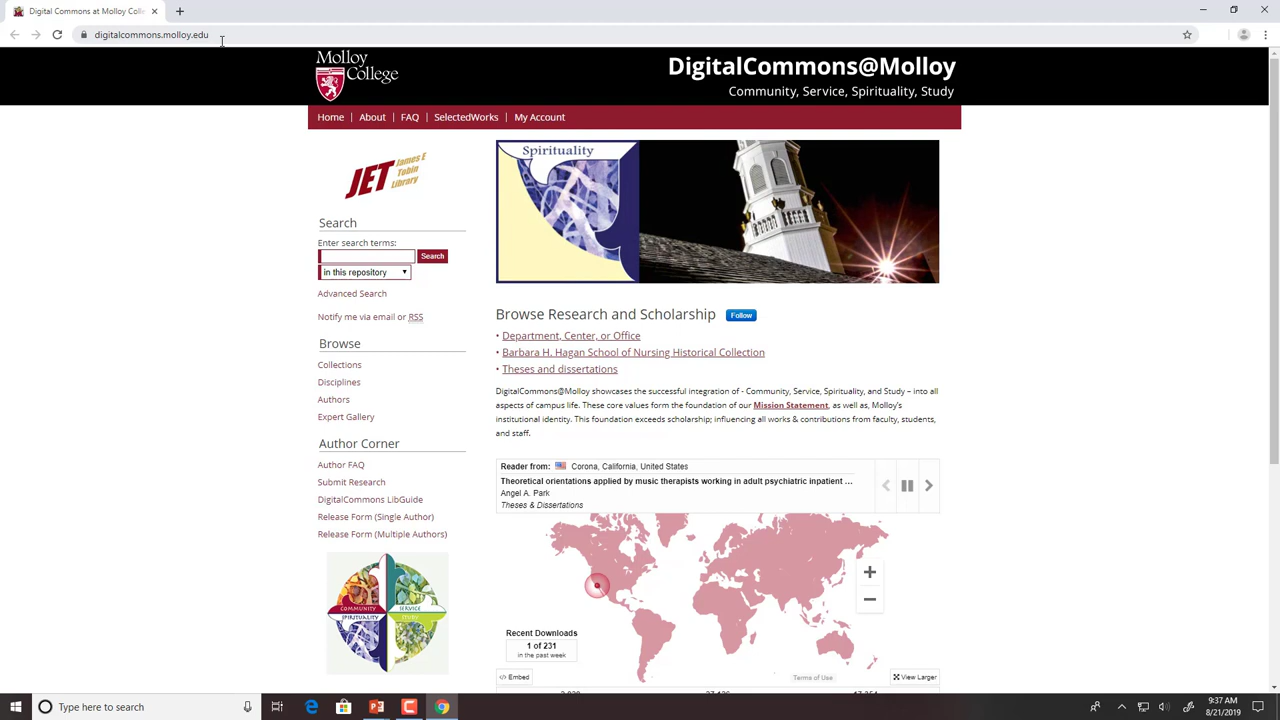 Digital Commons at Molloy Coll
digitalcommons.molloy.edu
Molloy
College
DigitalCommons@Molloy
Community, Service, Spirituality, Study
Home | About | FAQ | SelectedWorks | My Account
JET James E
Tobin
Library
Spirituality
Search
Enter search terms:
Search
in this repository
Advanced Search
Notify me via email or RSS
Browse
Collections
Disciplines
Authors
Expert Gallery
Author Corner
Author FAQ
Submit Research
DigitalCommons LibGuide
Release Form (Single Author)
Release Form (Multiple Authors)
COMMUNITY SERVICE
SPIRITUALITY STUDY
Browse Research and Scholarship Follow
• Department, Center, or Office
• Barbara H. Hagan School of Nursing Historical Collection
• Theses and dissertations
DigitalCommons@Molloy showcases the successful integration of - Community, Service, Spirituality, and Study – into all
aspects of campus life. These core values form the foundation of our Mission Statement, as well as, Molloy's
institutional identity. This foundation exceeds scholarship; influencing all works & contributions from faculty, students,
and staff.
Reader from: Corona, California, United States
Theoretical orientations applied by music therapists working in adult psychiatric inpatient ...
Angel A. Park
Theses & Dissertations
Recent Downloads
1 of 231
in the past week
Embed
Terms of Use
View Larger
Type here to search
9:37 AM
8/21/2019